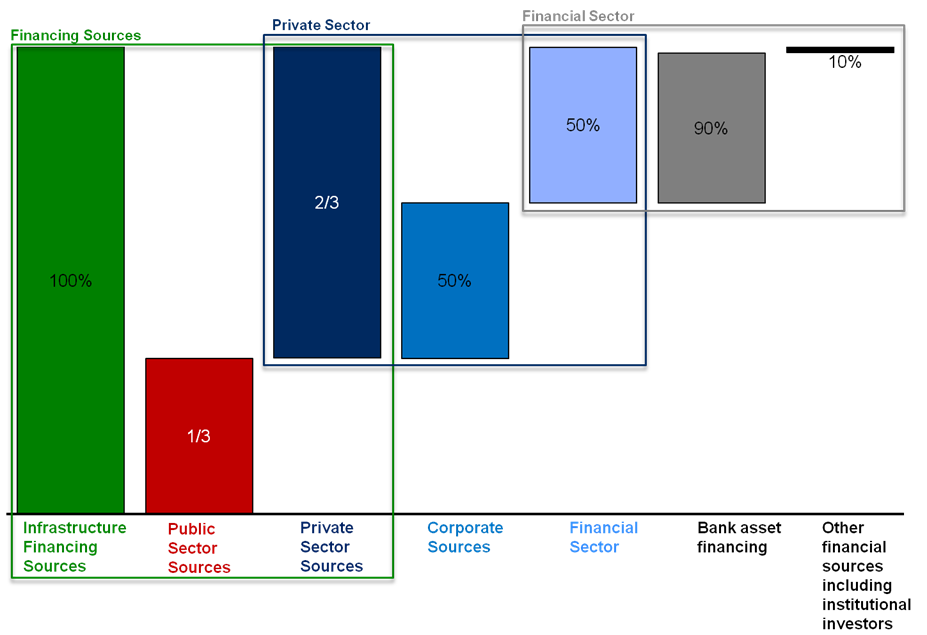 Financing Sources
Private Sector
Financial Sector
100%
1/3
2/3
50%
50%
90%
10%
Infrastructure
Financing
Sources
Public
Sector
Sources
Private
Sector
Sources
Corporate
Sources
Financial
Sector
Bank asset
financing
Other
financial
sources
including
institutional
investors